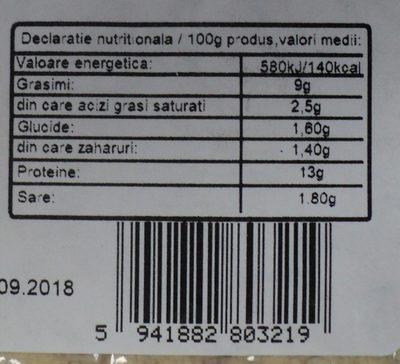 Declaratie nutritionala / 100g produs,valori medii:
Valoare energetica: 580kJ/140kcal
Grasimi: 9g
din care acizi grasi saturati 2,5g
Glucide: 1,60g
din care zaharuri: 1,40g
Proteine: 13g
Sare: 1.80g
09.2018
5 941882 803219